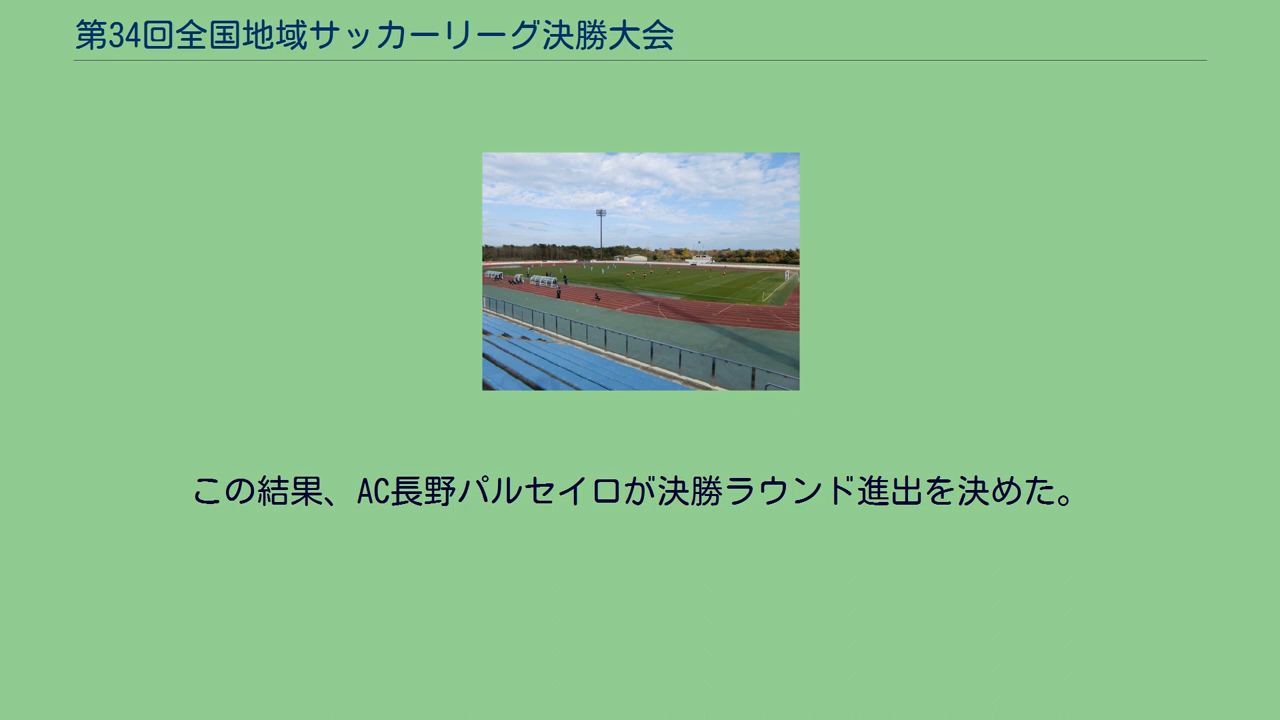 第34回全国地域サッカーリーグ決勝大会
この結果、AC長野パルセイロが決勝ラウンド進出を決めた。